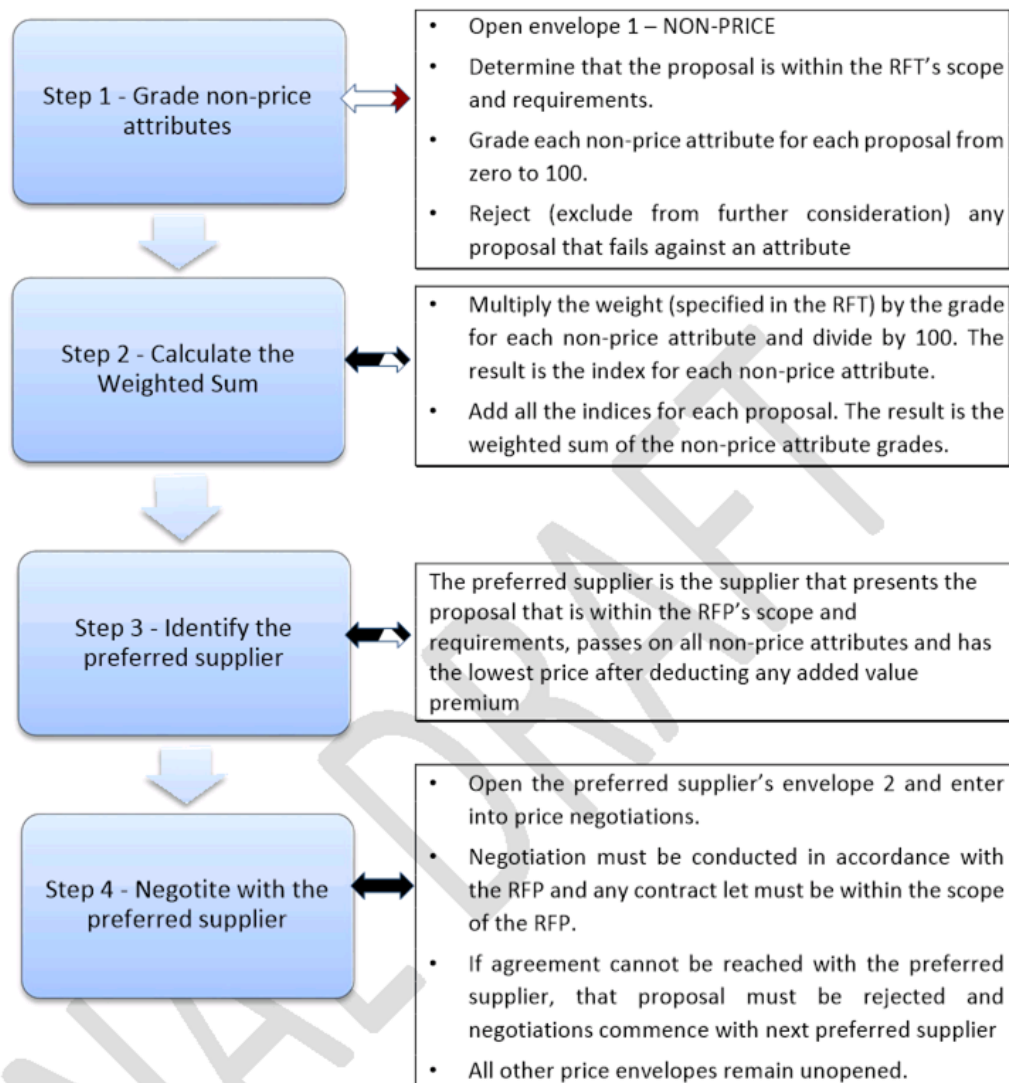 Step 1 - Grade non-price
attributes
• Open envelope 1 – NON-PRICE
• Determine that the proposal is within the RFT's scope
and requirements.
• Grade each non-price attribute for each proposal from
zero to 100.
• Reject (exclude from further consideration) any
proposal that fails against an attribute
Step 2 - Calculate the
Weighted Sum
• Multiply the weight (specified in the RFT) by the grade
for each non-price attribute and divide by 100. The
result is the index for each non-price attribute.
• Add all the indices for each proposal. The result is the
weighted sum of the non-price attribute grades.
Step 3 - Identify the
preferred supplier
The preferred supplier is the supplier that presents the
proposal that is within the RFP's scope and
requirements, passes on all non-price attributes and has
the lowest price after deducting any added value
premium
Step 4 - Negotite with the
preferred supplier
• Open the preferred supplier's envelope 2 and enter
into price negotiations.
• Negotiation must be conducted in accordance with
the RFP and any contract let must be within the scope
of the RFP.
• If agreement cannot be reached with the preferred
supplier, that proposal must be rejected and
negotiations commence with next preferred supplier
• All other price envelopes remain unopened.
NAL DRAFT